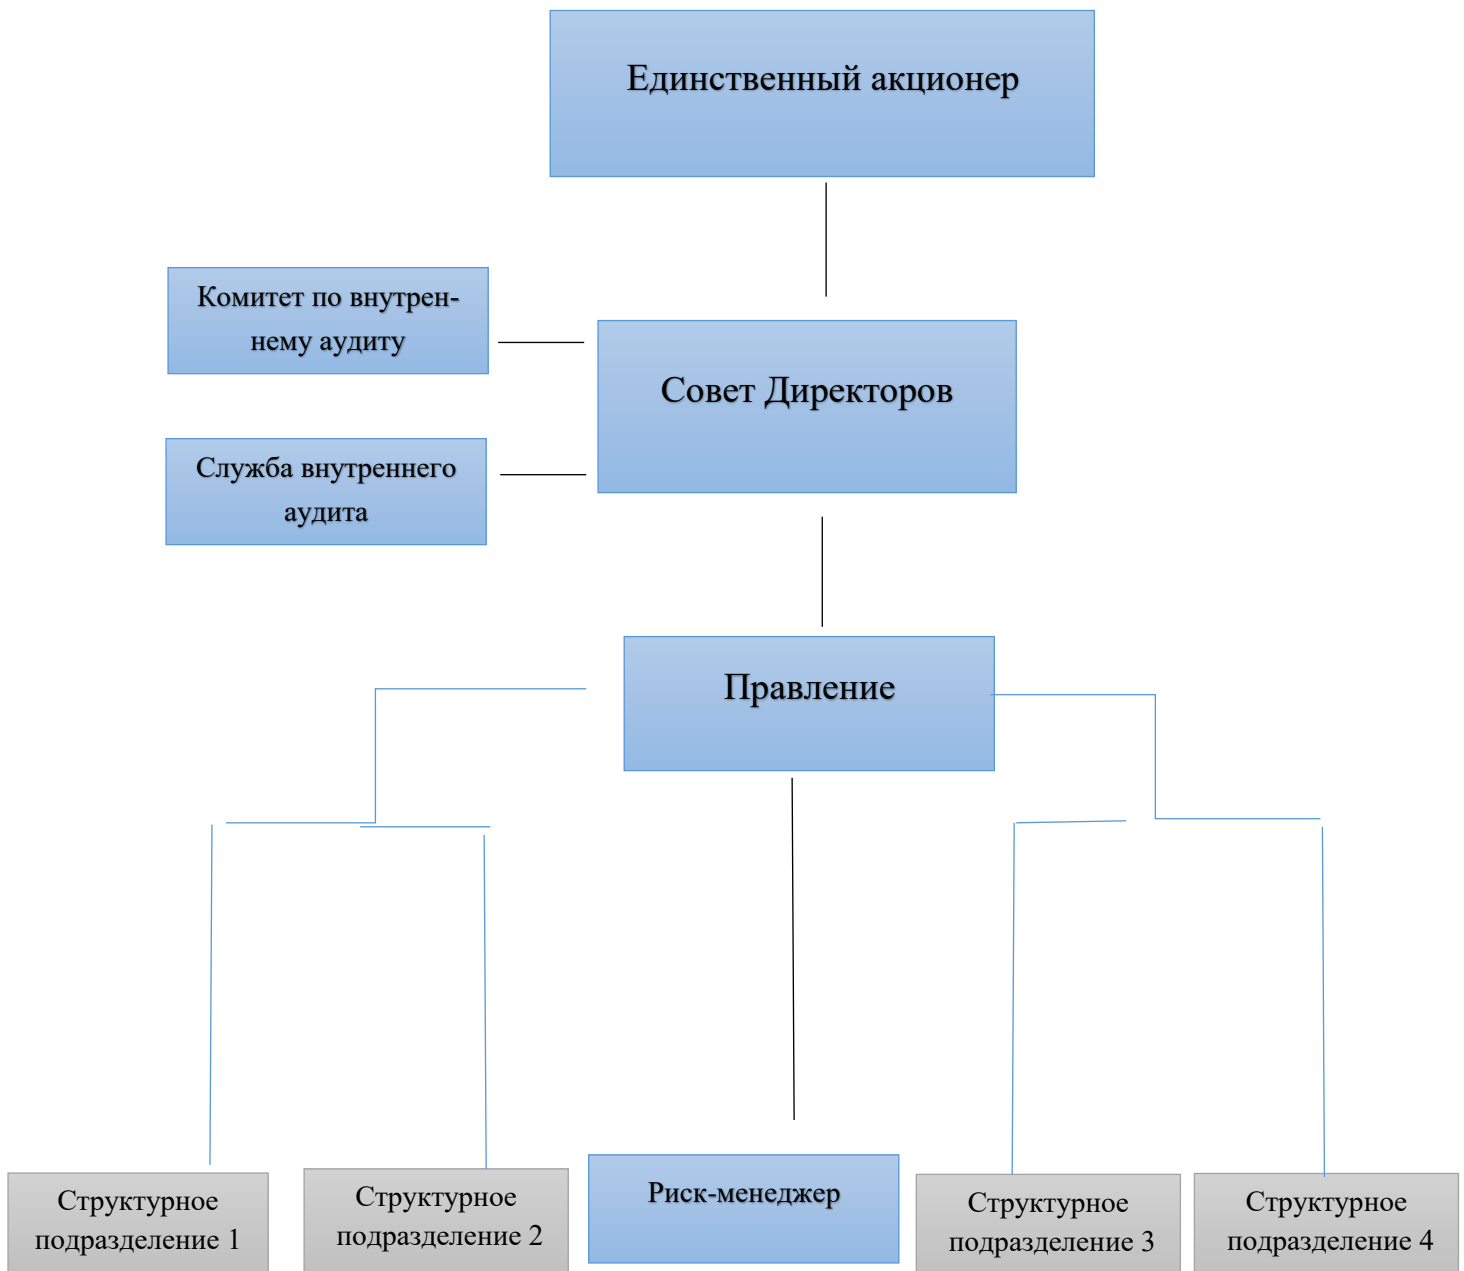 Единственный акционер
Комитет по внутрен-
нему аудиту
Совет Директоров
Служба внутреннего
аудита
Правление
Структурное
подразделение 1
Структурное
подразделение 2
Риск-менеджер
Структурное
подразделение 3
Структурное
подразделение 4